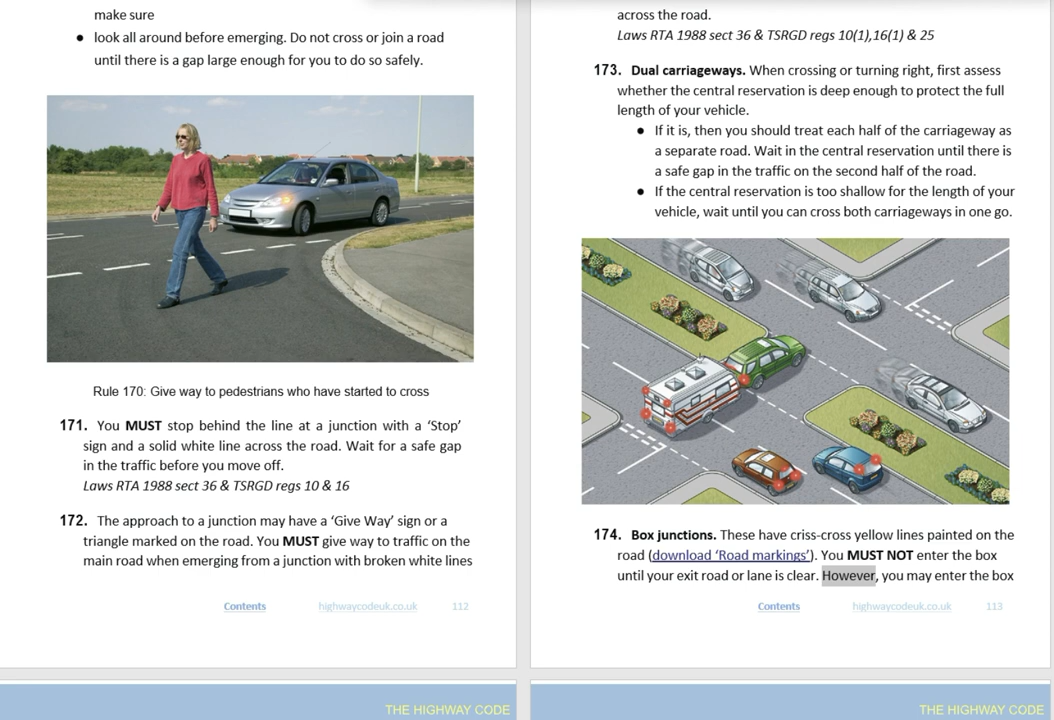 make sure
● look all around before emerging. Do not cross or join a road
until there is a gap large enough for you to do so safely.
Rule 170: Give way to pedestrians who have started to cross
171. You MUST stop behind the line at a junction with a ‘Stop’
sign and a solid white line across the road. Wait for a safe gap
in the traffic before you move off.
Laws RTA 1988 sect 36 & TSRGD regs 10 & 16
172. The approach to a junction may have a ‘Give Way’ sign or a
triangle marked on the road. You MUST give way to traffic on the
main road when emerging from a junction with broken white lines
Contents highwaycodeuk.co.uk 112
THE HIGHWAY CODE
across the road.
Laws RTA 1988 sect 36 & TSRGD regs 10(1),16(1) & 25
173. Dual carriageways. When crossing or turning right, first assess
whether the central reservation is deep enough to protect the full
length of your vehicle.
● If it is, then you should treat each half of the carriageway as
a separate road. Wait in the central reservation until there is
a safe gap in the traffic on the second half of the road.
● If the central reservation is too shallow for the length of your
vehicle, wait until you can cross both carriageways in one go.
174. Box junctions. These have criss-cross yellow lines painted on the
road (download ‘Road markings’). You MUST NOT enter the box
until your exit road or lane is clear. However, you may enter the box
Contents highwaycodeuk.co.uk 113
THE HIGHWAY CODE